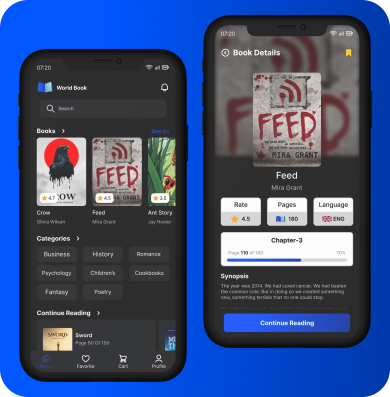 07:20
World Book
Search
Books
See All
4.7
CROW
4.5
FEED
MIRA GRANT
3.5
Crow
Olivia Wilson
Feed
Mira Grant
Ant Story
Jay Hosler
Categories
Business
History
Romance
Psychology
Children's
Cookbooks
Fantasy
Poetry
Continue Reading
SWORD
Sword
Page 80 Of 150
Home
Favorite
Cart
Profile
07:20
Book Details
FEED
MIRA GRANT
Feed
Mira Grant
Rate
Pages
Language
4.5
180
ENG
Chapter-3
Page 110 of 180
70%
Synopsis
The year was 2014. We had cured cancer. We had beaten
the common cold. But in doing so we created something
new, something terrible that no one could stop.
Continue Reading